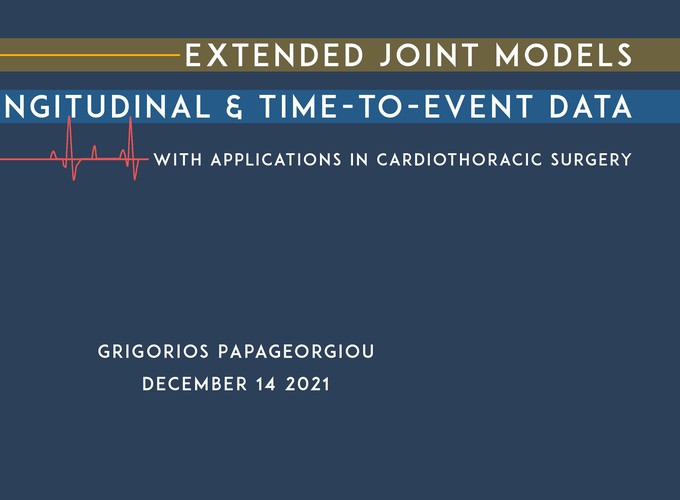 EXTENDED JOINT MODELS
NGITUDINAL & TIME-TO-EVENT DATA
WITH APPLICATIONS IN CARDIOTHORACIC SURGERY
GRIGORIOS PAPAGEORGIOU
DECEMBER 14 2021